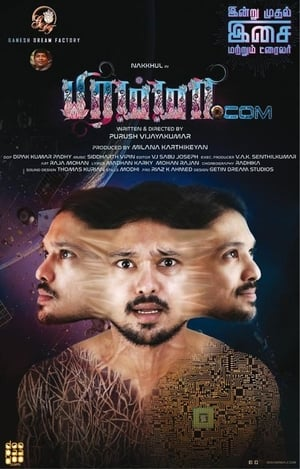 GANESH DREAM FACTORY
இன்று முதல்
இசை
மற்றும் ட்ரைலர்
NAKKHUL IN
பிரம்மா.COM
WRITTEN & DIRECTED BY
PURUSH VIJAYAKUMAR
PRODUCED BY MILANA KARTHIKEYAN
DOP DIPAK KUMAR PADHY MUSIC SIDDHARTH VIPIN EDITOR V.J SABU JOSEPH EXEC. PRODUCER V.A.K. SENTHILKUMAR
ART RAJA MOHAN LYRICS MADHAN KARKY MOHAN RAJAN CHOREOGRAPHY RADHIKA
SOUND DESIGN THOMAS KURIAN STILLS MODHI PRO RIAZ K AHMED DESIGN GETIN DREAM STUDIOS